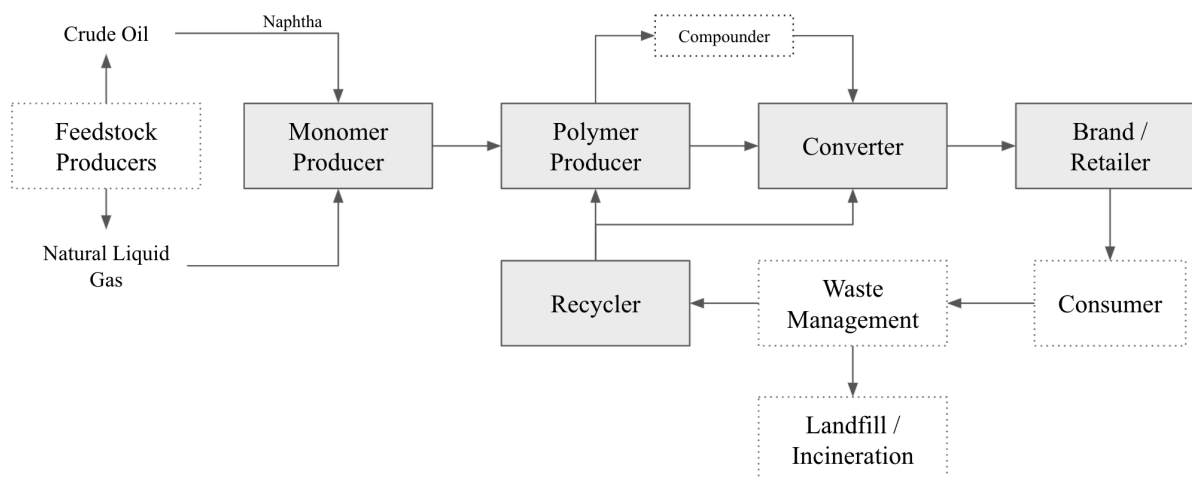 Naphtha
Crude Oil
Compounder
Feedstock
Producers
Monomer
Producer
Polymer
Producer
Converter
Brand /
Retailer
Natural Liquid
Gas
Recycler
Waste
Management
Consumer
Landfill /
Incineration